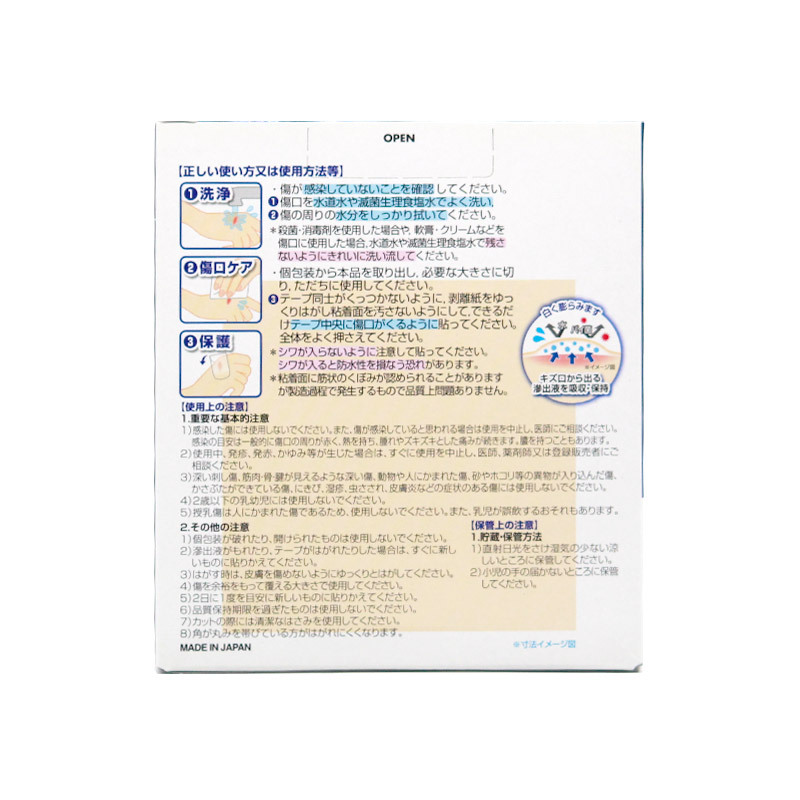 OPEN
【正しい使い方又は使用方法等】
❶洗浄
・傷が感染していないことを確認してください。
❶傷口を水道水や滅菌生理食塩水でよく洗い、
❷傷の周りの水分をしっかり拭いてください。
＊殺菌・消毒剤を使用した場合や、軟膏・クリームなどを
傷口に使用した場合、水道水や滅菌生理食塩水で残さ
ないようにきれいに洗い流してください。
❷傷口ケア
・個包装から本品を取り出し、必要な大きさに切
り、ただちに使用してください。
❸テープ同士がくっつかないように、剥離紙をゆっ
くりはがし粘着面を汚さないようにして、できるだ
けテープ中央に傷口がくるように貼ってください。
全体をよく押さえてください。
❸保護
＊シワが入らないように注意して貼ってください。
シワが入ると防水性を損なう恐れがあります。
＊粘着面に筋状のくぼみが認められることがあります
が製造過程で発生するもので品質上問題ありません。
白く膨らみます
※イメージ図
キズ口から出る
滲出液を吸収・保持
【使用上の注意】
1.重要な基本的注意
1)感染した傷には使用しないでください。また、傷が感染していると思われる場合は使用を中止し、医師にご相談ください。
感染の目安は一般的に傷口の周りが赤く、熱を持ち、腫れやズキズキとした痛みが続きます。膿を持つこともあります。
2)使用中、発疹、発赤、かゆみ等が生じた場合は、すぐに使用を中止し、医師、薬剤師又は登録販売者にご
相談ください。
3)深い刺し傷、筋肉・骨・腱が見えるような深い傷、動物や人にかまれた傷、砂やホコリ等の異物が入り込んだ傷、
かさぶたができている傷、にきび、湿疹、虫さされ、皮膚炎などの症状のある傷には使用しないでください。
4)2歳以下の乳幼児には使用しないでください。
5)授乳傷は人にかまれた傷であるため、使用しないでください。また、乳児が誤飲するおそれもあります。
2.その他の注意
1)個包装が破れたり、開けられたものは使用しないでください。
2)滲出液がもれたり、テープがはがれたりした場合は、すぐに新し
いものに貼りかえてください。
3)はがす時は、皮膚を傷めないようにゆっくりとはがしてください。
4)傷を余裕をもって覆える大きさで使用してください。
5)2日に1度を目安に新しいものに貼りかえてください。
6)品質保持期限を過ぎたものは使用しないでください。
7)カットの際には清潔なはさみを使用してください。
8)角が丸みを帯びている方がはがれにくくなります。
【保管上の注意】
1.貯蔵・保管方法
1)直射日光をさけ湿気の少ない涼
しいところに保管してください。
2)小児の手の届かないところに保管
してください。
MADE IN JAPAN
※寸法イメージ図